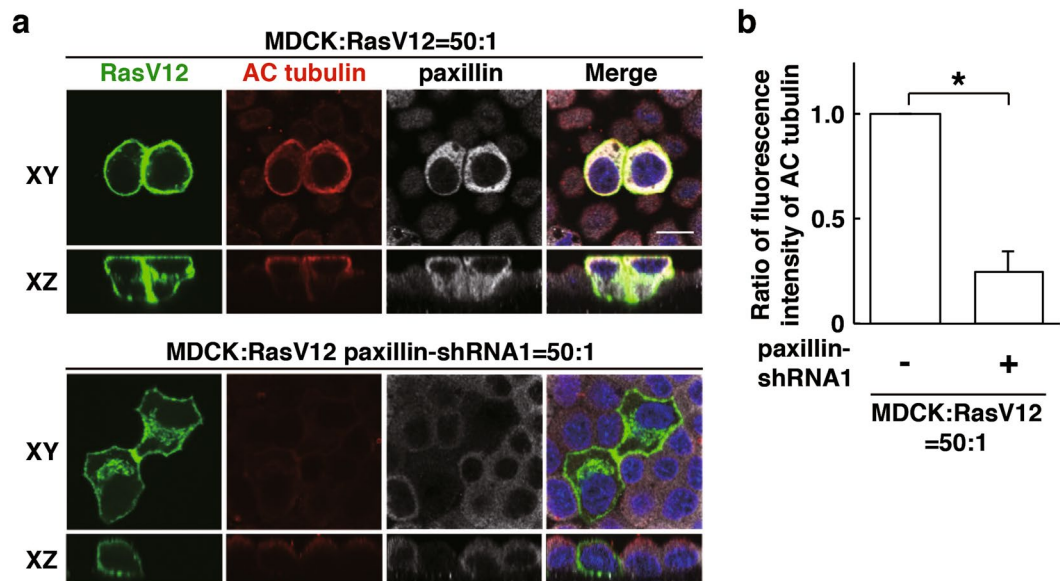 a
MDCK:RasV12=50:1
RasV12 AC tubulin paxillin Merge
XY
XZ
MDCK:RasV12 paxillin-shRNA1=50:1
XY
XZ
b
Ratio of fluorescence
intensity of AC tubulin
*
1.0
0.5
0
paxillin-
shRNA1
- +
MDCK:RasV12
=50:1